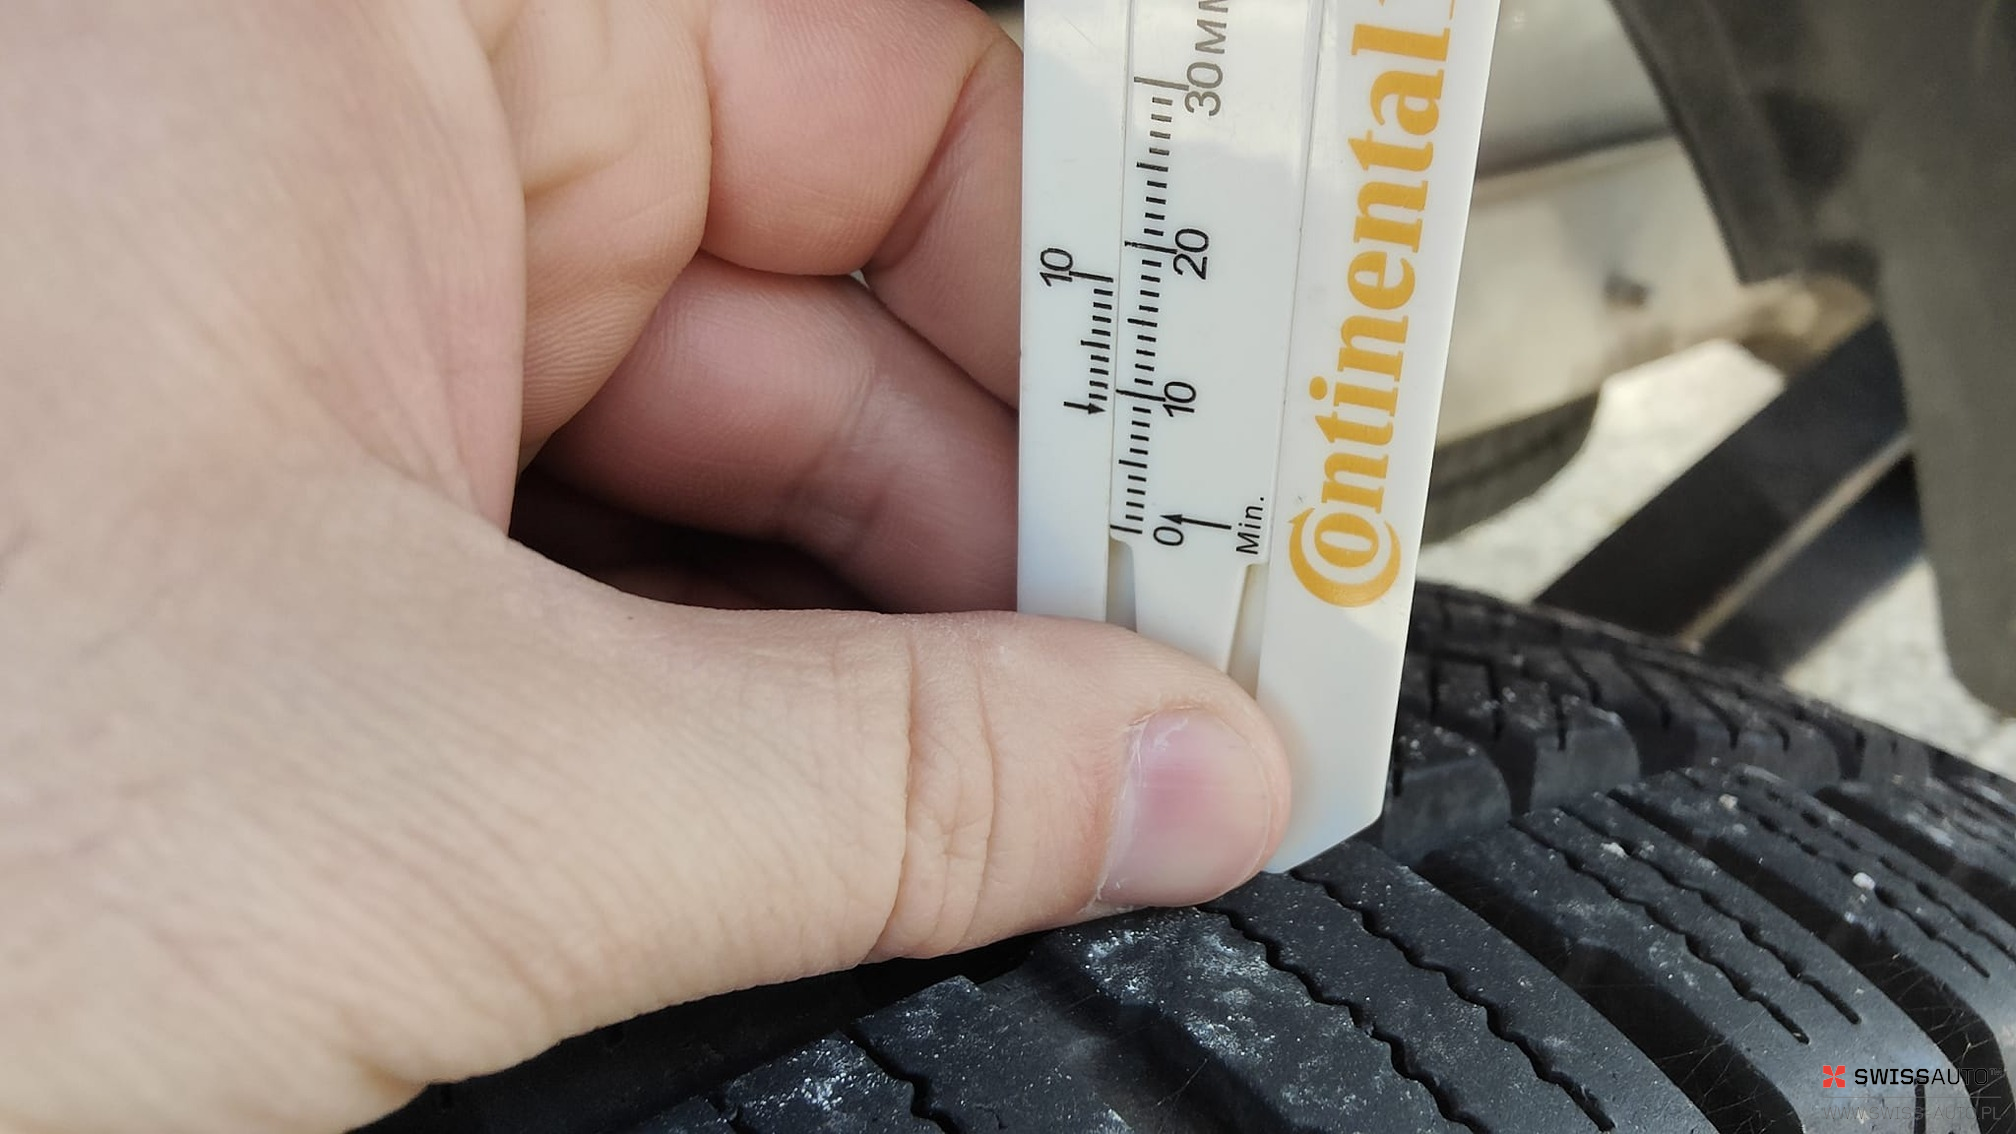 30MM
20
10
0
Min.
10
Continental
SWISSAUTO
WWW.SWISS-AUTO.PL